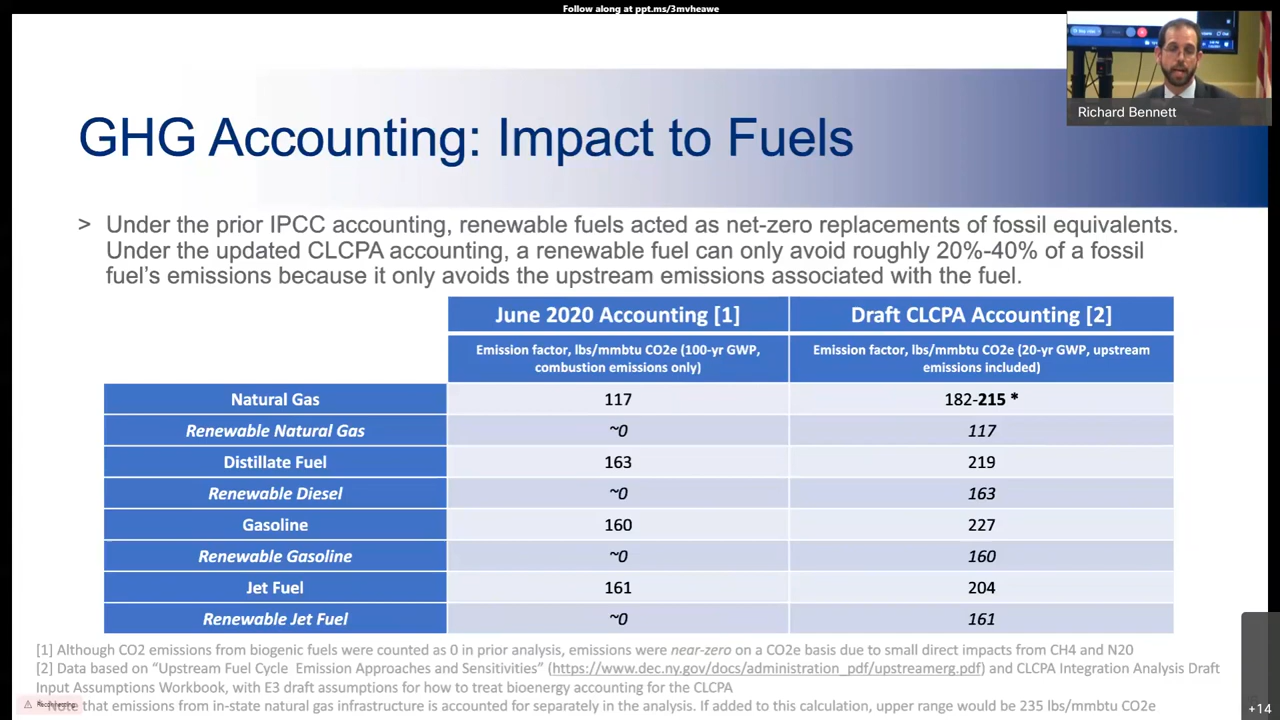 Follow along at ppt.ms/3mvheawe
Richard Bennett
GHG Accounting: Impact to Fuels
> Under the prior IPCC accounting, renewable fuels acted as net-zero replacements of fossil equivalents.
Under the updated CLCPA accounting, a renewable fuel can only avoid roughly 20%-40% of a fossil
fuel's emissions because it only avoids the upstream emissions associated with the fuel.
June 2020 Accounting [1] Draft CLCPA Accounting [2]
Emission factor, lbs/mmbtu CO2e (100-yr GWP, combustion emissions only) Emission factor, lbs/mmbtu CO2e (20-yr GWP, upstream emissions included)
Natural Gas 117 182-215 *
Renewable Natural Gas ~0 117
Distillate Fuel 163 219
Renewable Diesel ~0 163
Gasoline 160 227
Renewable Gasoline ~0 160
Jet Fuel 161 204
Renewable Jet Fuel ~0 161
[1] Although CO2 emissions from biogenic fuels were counted as 0 in prior analysis, emissions were near-zero on a CO2e basis due to small direct impacts from CH4 and N20
[2] Data based on "Upstream Fuel Cycle Emission Approaches and Sensitivities" (https://www.dec.ny.gov/docs/administration_pdf/upstreamerg.pdf) and CLCPA Integration Analysis Draft
Input Assumptions Workbook, with E3 draft assumptions for how to treat bioenergy accounting for the CLCPA
that emissions from in-state natural gas infrastructure is accounted for separately in the analysis. If added to this calculation, upper range would be 235 lbs/mmbtu CO2e
+14